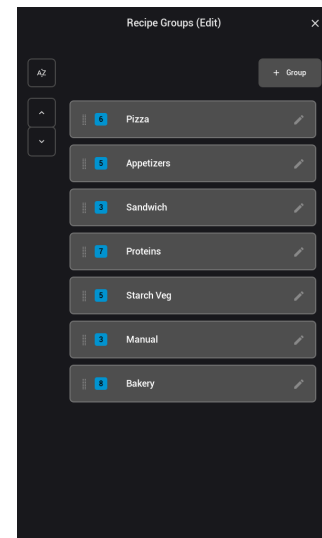 Recipe Groups (Edit)
AZ
+ Group
6 Pizza
5 Appetizers
3 Sandwich
7 Proteins
5 Starch Veg
3 Manual
8 Bakery